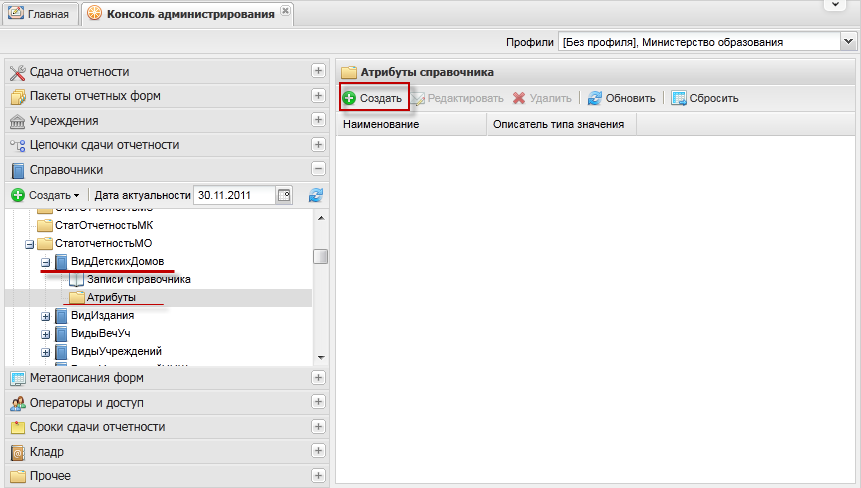 Главная
Консоль администрирования
Профили [Без профиля], Министерство образования
Сдача отчетности
Пакеты отчетных форм
Учреждения
Цепочки сдачи отчетности
Справочники
Создать Дата актуальности 30.11.2011
СтатОтчетностьМК
СтатотчетностьМО
ВидДетскихДомов
Записи справочника
Атрибуты
ВидИздания
ВидыВечУч
ВидыУчреждений
Метаописания форм
Операторы и доступ
Сроки сдачи отчетности
Кладр
Прочее
Атрибуты справочника
Создать Редактировать Удалить Обновить Сбросить
Наименование Описатель типа значения